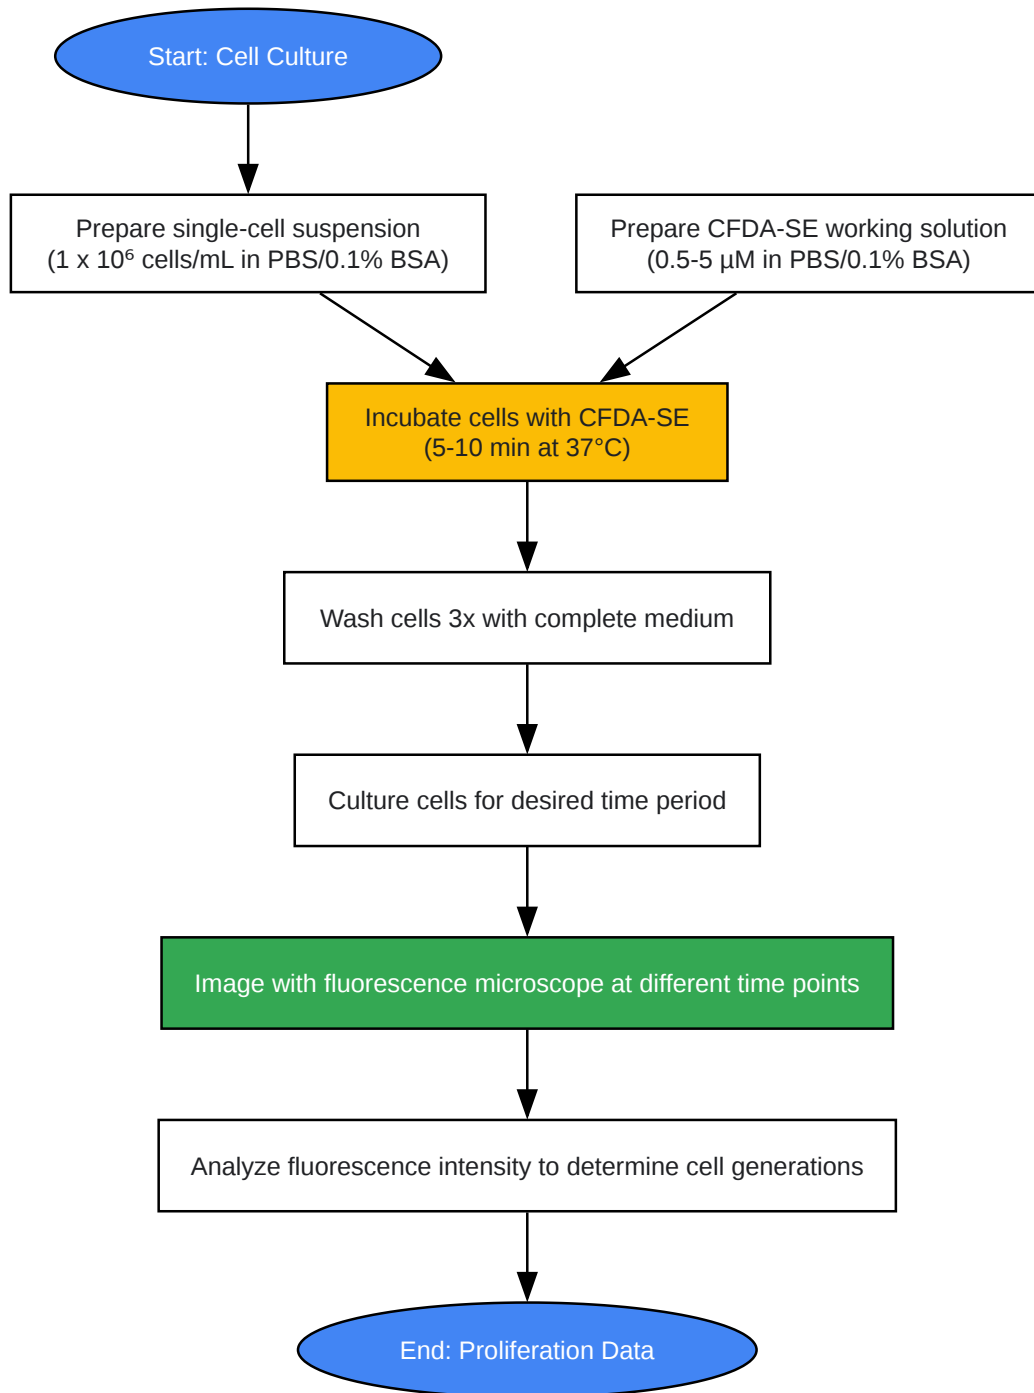 Start: Cell Culture
Prepare single-cell suspension
(1 x 10⁶ cells/mL in PBS/0.1% BSA)
Prepare CFDA-SE working solution
(0.5-5 µM in PBS/0.1% BSA)
Incubate cells with CFDA-SE
(5-10 min at 37°C)
Wash cells 3x with complete medium
Culture cells for desired time period
Image with fluorescence microscope at different time points
Analyze fluorescence intensity to determine cell generations
End: Proliferation Data